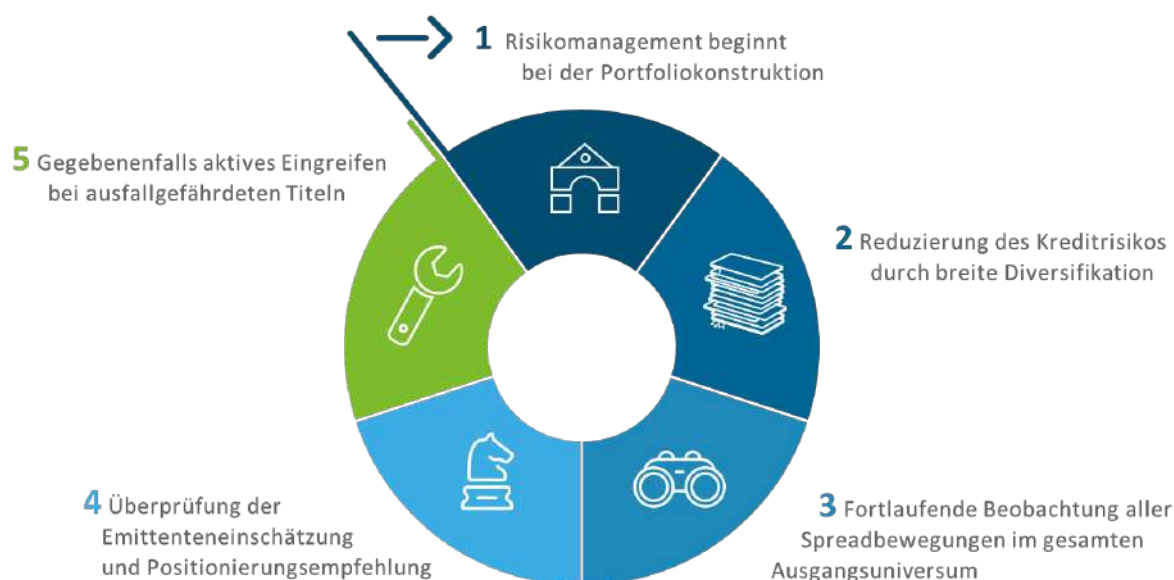 1 Risikomanagement beginnt
bei der Portfoliokonstruktion
2 Reduzierung des Kreditrisikos
durch breite Diversifikation
3 Fortlaufende Beobachtung aller
Spreadbewegungen im gesamten
Ausgangsuniversum
4 Überprüfung der
Emittenteneinschätzung
und Positionierungsempfehlung
5 Gegebenenfalls aktives Eingreifen
bei ausfallgefährdeten Titeln